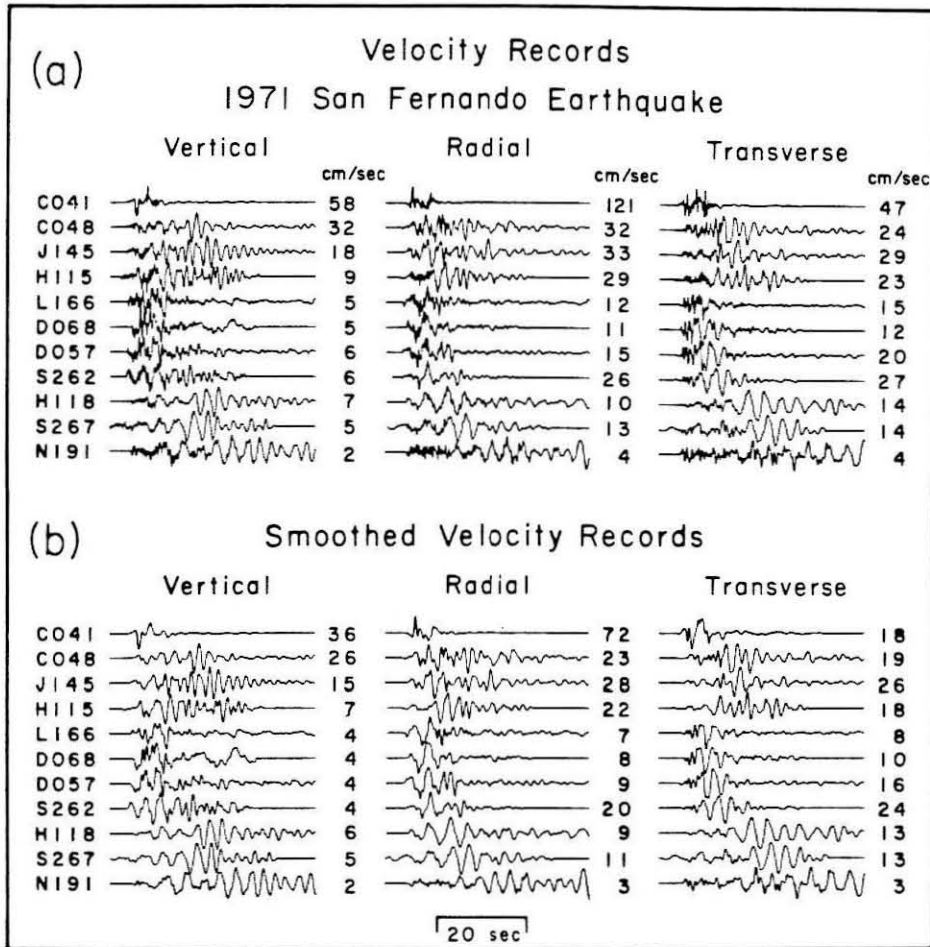 (a)
Velocity Records
1971 San Fernando Earthquake
Vertical Radial Transverse
cm/sec cm/sec cm/sec
C041 58 121 47
C048 32 32 24
J145 18 33 29
H115 9 29 23
L166 5 12 15
D068 5 11 12
D057 6 15 20
S262 6 26 27
H118 7 10 14
S267 5 13 14
N191 2 4 4
(b)
Smoothed Velocity Records
Vertical Radial Transverse
C041 36 72 18
C048 26 23 19
J145 15 28 26
H115 7 22 18
L166 4 7 8
D068 4 8 10
D057 4 9 16
S262 4 20 24
H118 6 9 13
S267 5 11 13
N191 2 3 3
20 sec